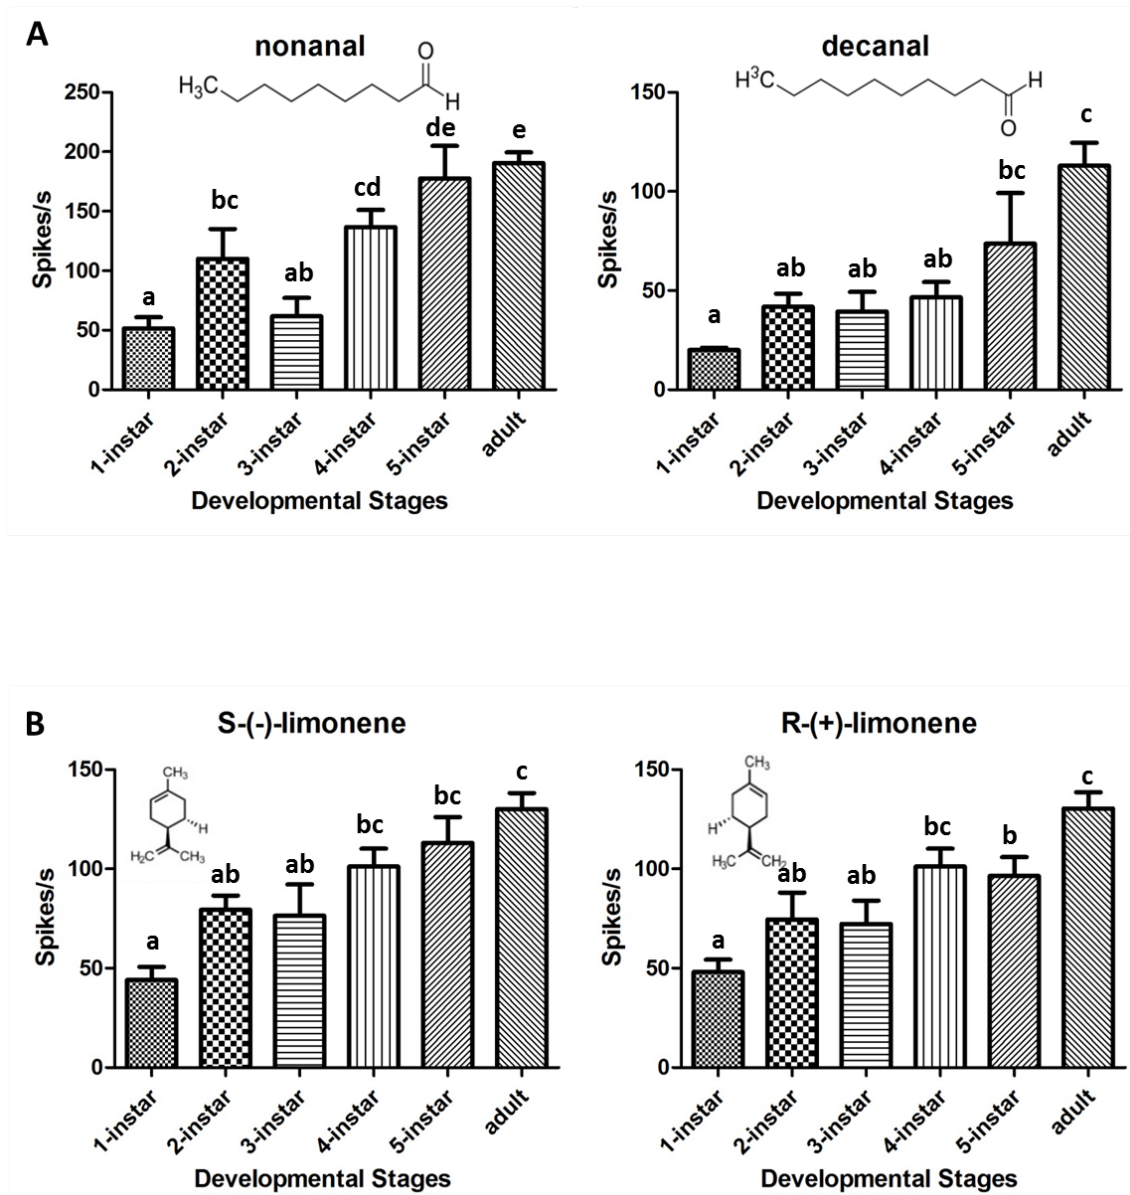 A
nonanal
H₃C
O
H
250
200
150
100
50
0
Spikes/s
a
bc
ab
cd
de
e
1-instar
2-instar
3-instar
4-instar
5-instar
adult
Developmental Stages
decanal
H³C
H
O
150
100
50
0
Spikes/s
a
ab
ab
ab
bc
c
1-instar
2-instar
3-instar
4-instar
5-instar
adult
Developmental Stages
B
S-(-)-limonene
CH₃
H
H₂C
CH₃
150
100
50
0
Spikes/s
a
ab
ab
bc
bc
c
1-instar
2-instar
3-instar
4-instar
5-instar
adult
Developmental Stages
R-(+)-limonene
CH₃
H
H₃C
CH₂
150
100
50
0
Spikes/s
a
ab
ab
bc
b
c
1-instar
2-instar
3-instar
4-instar
5-instar
adult
Developmental Stages